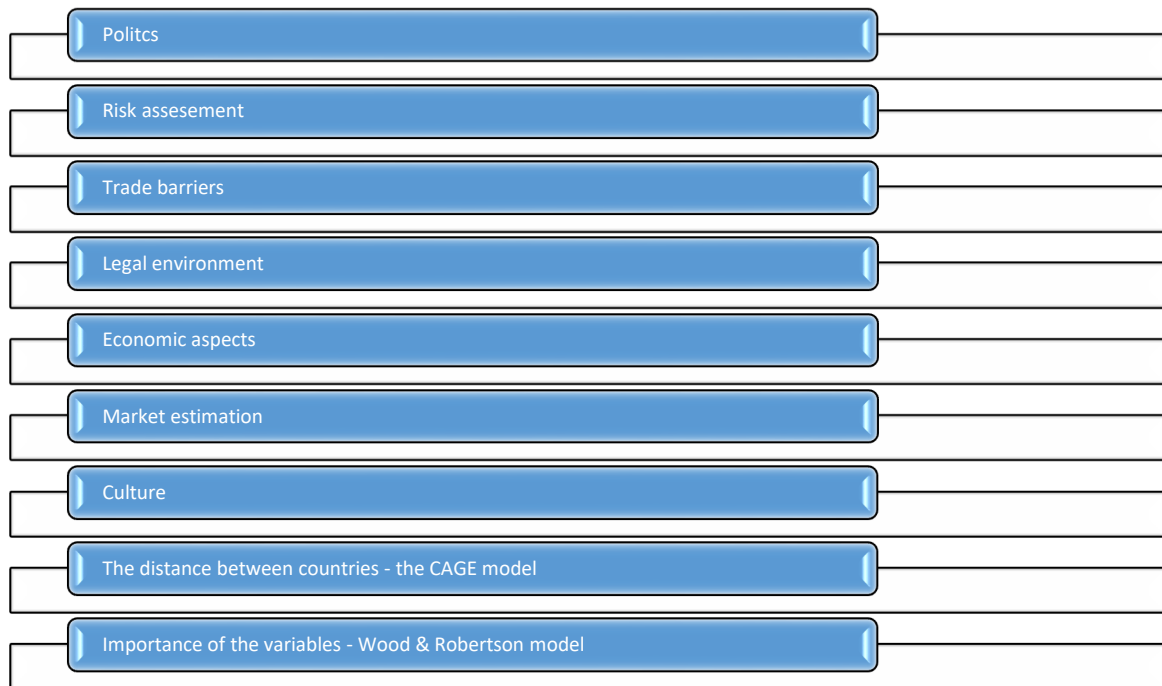 Politcs
Risk assesement
Trade barriers
Legal environment
Economic aspects
Market estimation
Culture
The distance between countries - the CAGE model
Importance of the variables - Wood & Robertson model